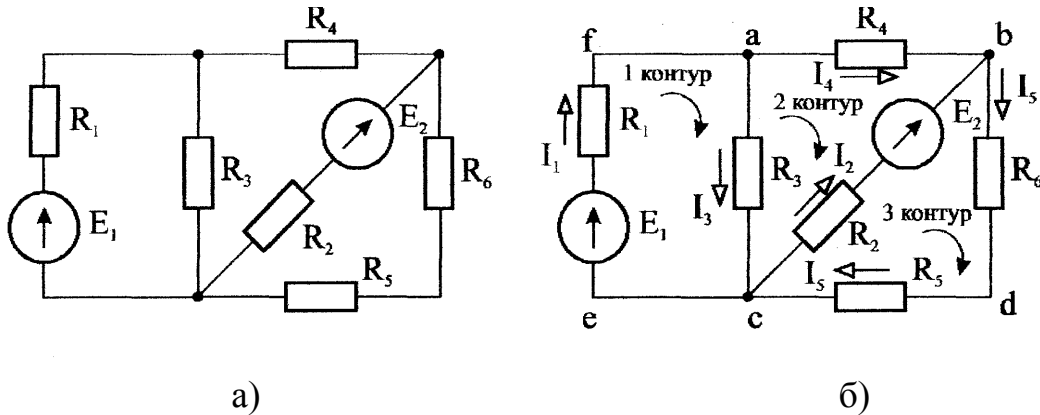 R₄
R₁
E₂
R₃
R₆
E₁
R₂
R₅
а)
f
a
R₄
b
1 контур
I₄
I₅
2 контур
R₁
E₂
I₁
I₂
R₃
R₆
I₃
E₁
3 контур
R₂
I₅
R₅
e
c
d
б)